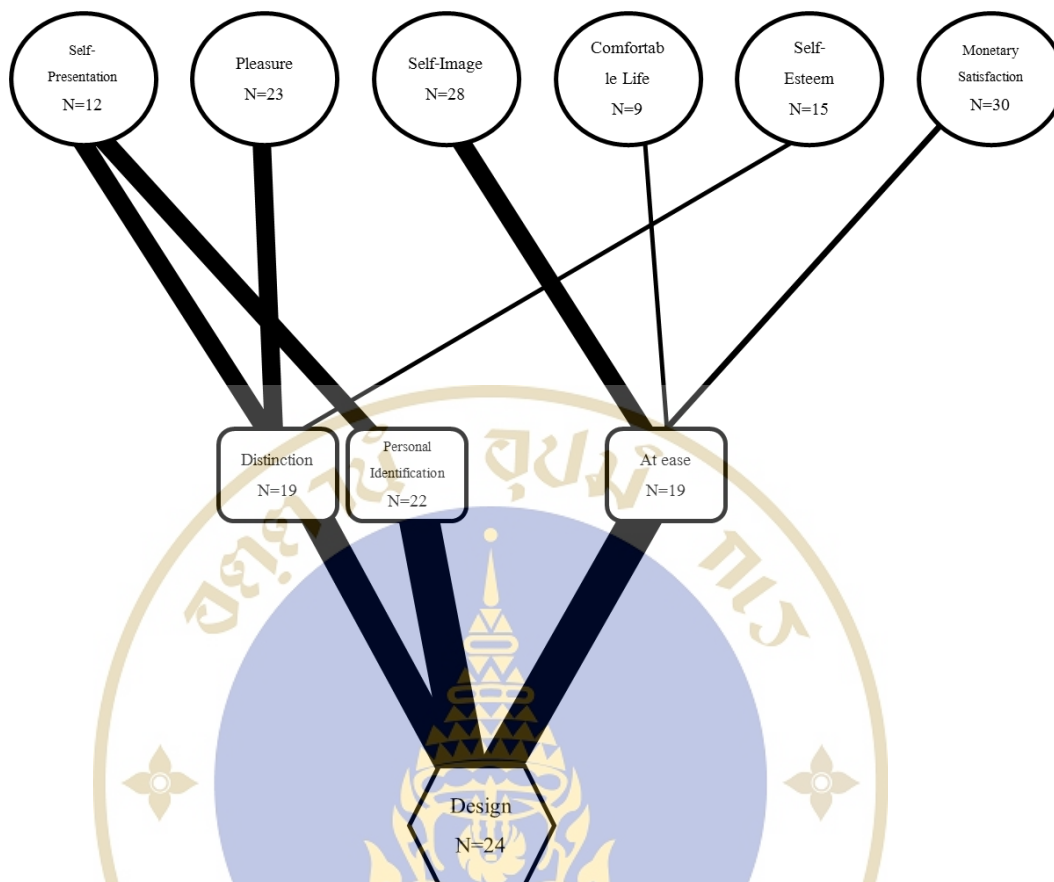 Self-
Presentation
N=12
Pleasure
N=23
Self-Image
N=28
Comfortab
le Life
N=9
Self-
Esteem
N=15
Monetary
Satisfaction
N=30
Distinction
N=19
Personal
Identification
N=22
At ease
N=19
Design
N=24